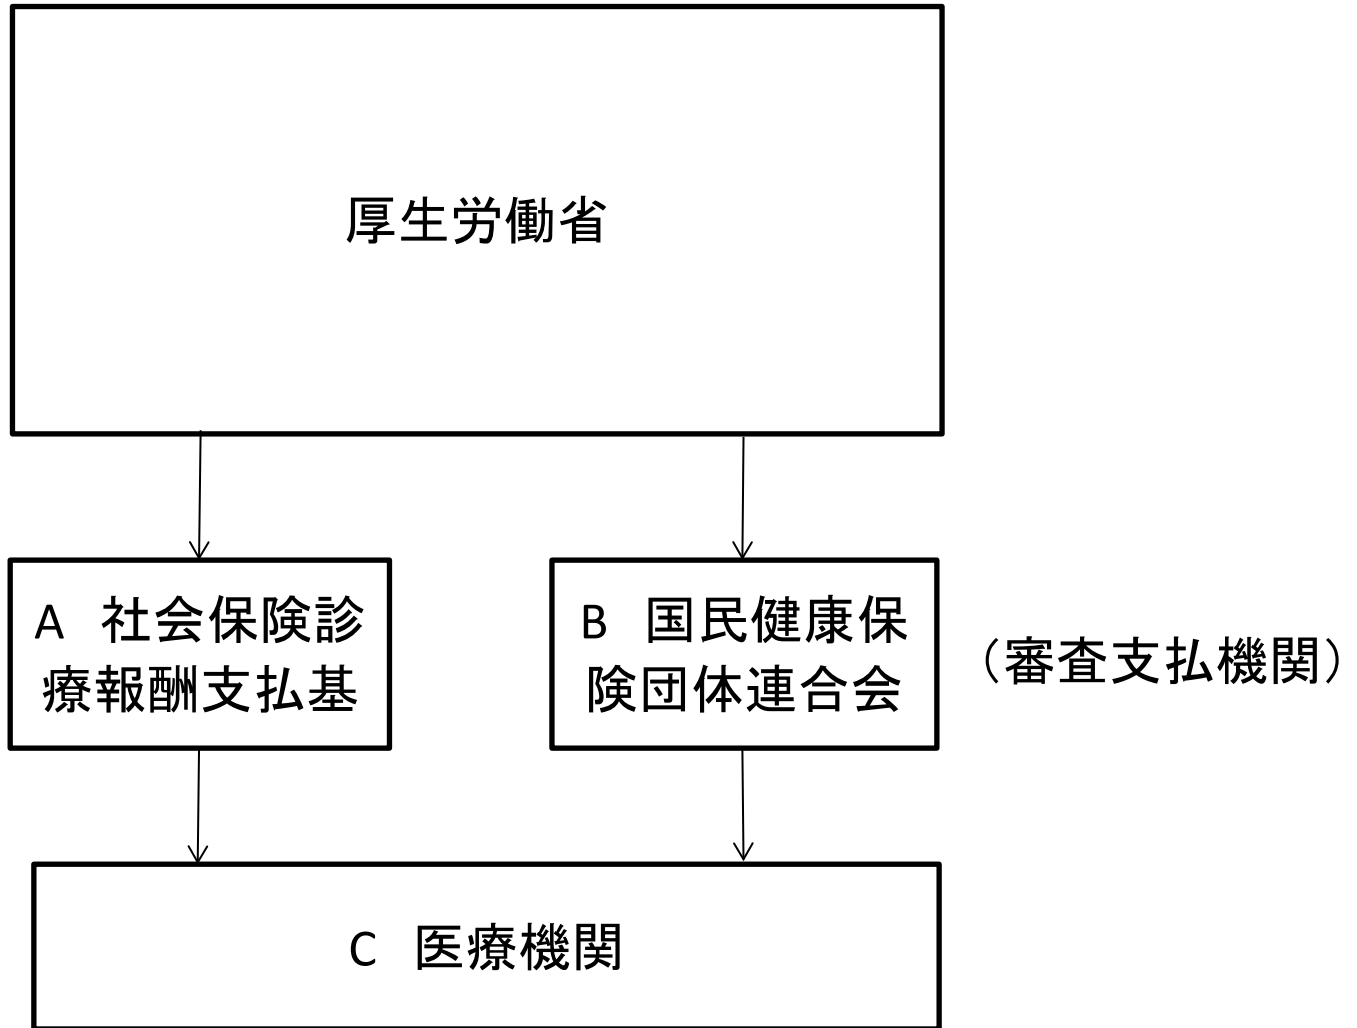 厚生労働省
A　社会保険診
療報酬支払基
B　国民健康保
険団体連合会
（審査支払機関）
C　医療機関